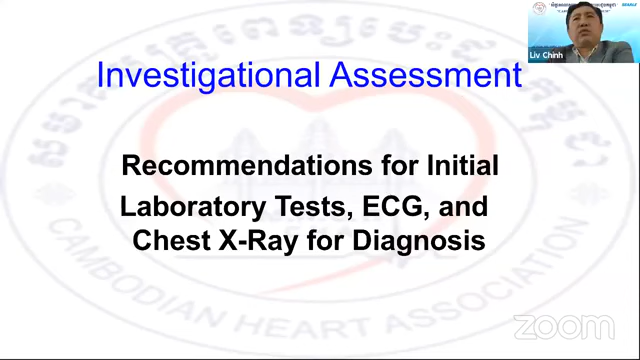 Investigational Assessment
Recommendations for Initial
Laboratory Tests, ECG, and
Chest X-Ray for Diagnosis
CAMBODIAN HEART ASSOCIATION
Liv Chinh
zoom